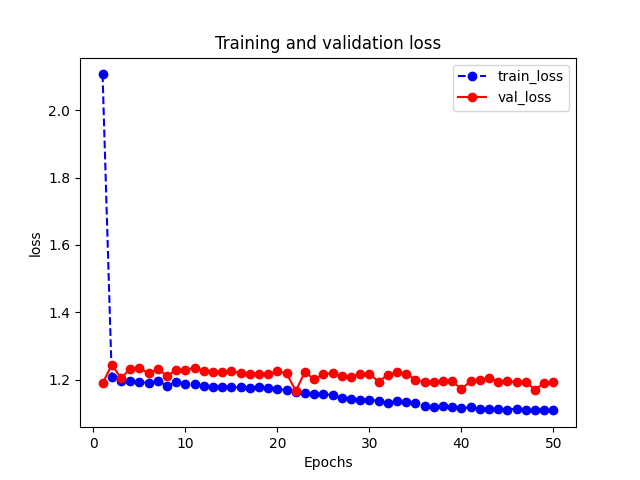 Training and validation loss
train_loss
val_loss
loss
2.0
1.8
1.6
1.4
1.2
0 10 20 30 40 50
Epochs